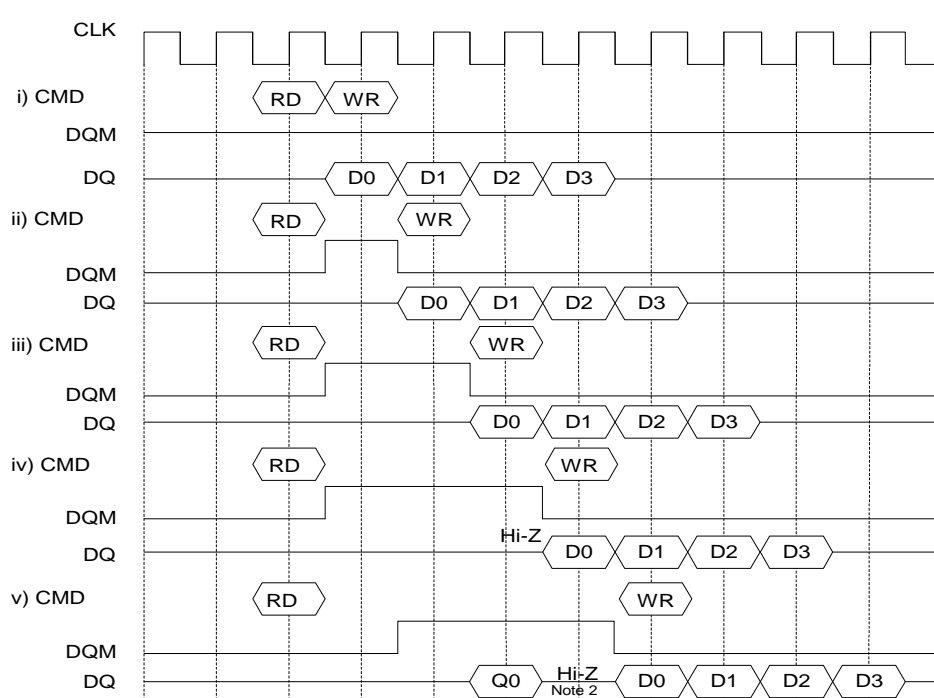 CLK
i) CMD RD WR
DQM
DQ D0 D1 D2 D3
ii) CMD RD WR
DQM
DQ D0 D1 D2 D3
iii) CMD RD WR
DQM
DQ D0 D1 D2 D3
iv) CMD RD WR
DQM
DQ Hi-Z D0 D1 D2 D3
v) CMD RD WR
DQM
DQ Q0 Hi-Z D0 D1 D2 D3
Note 2